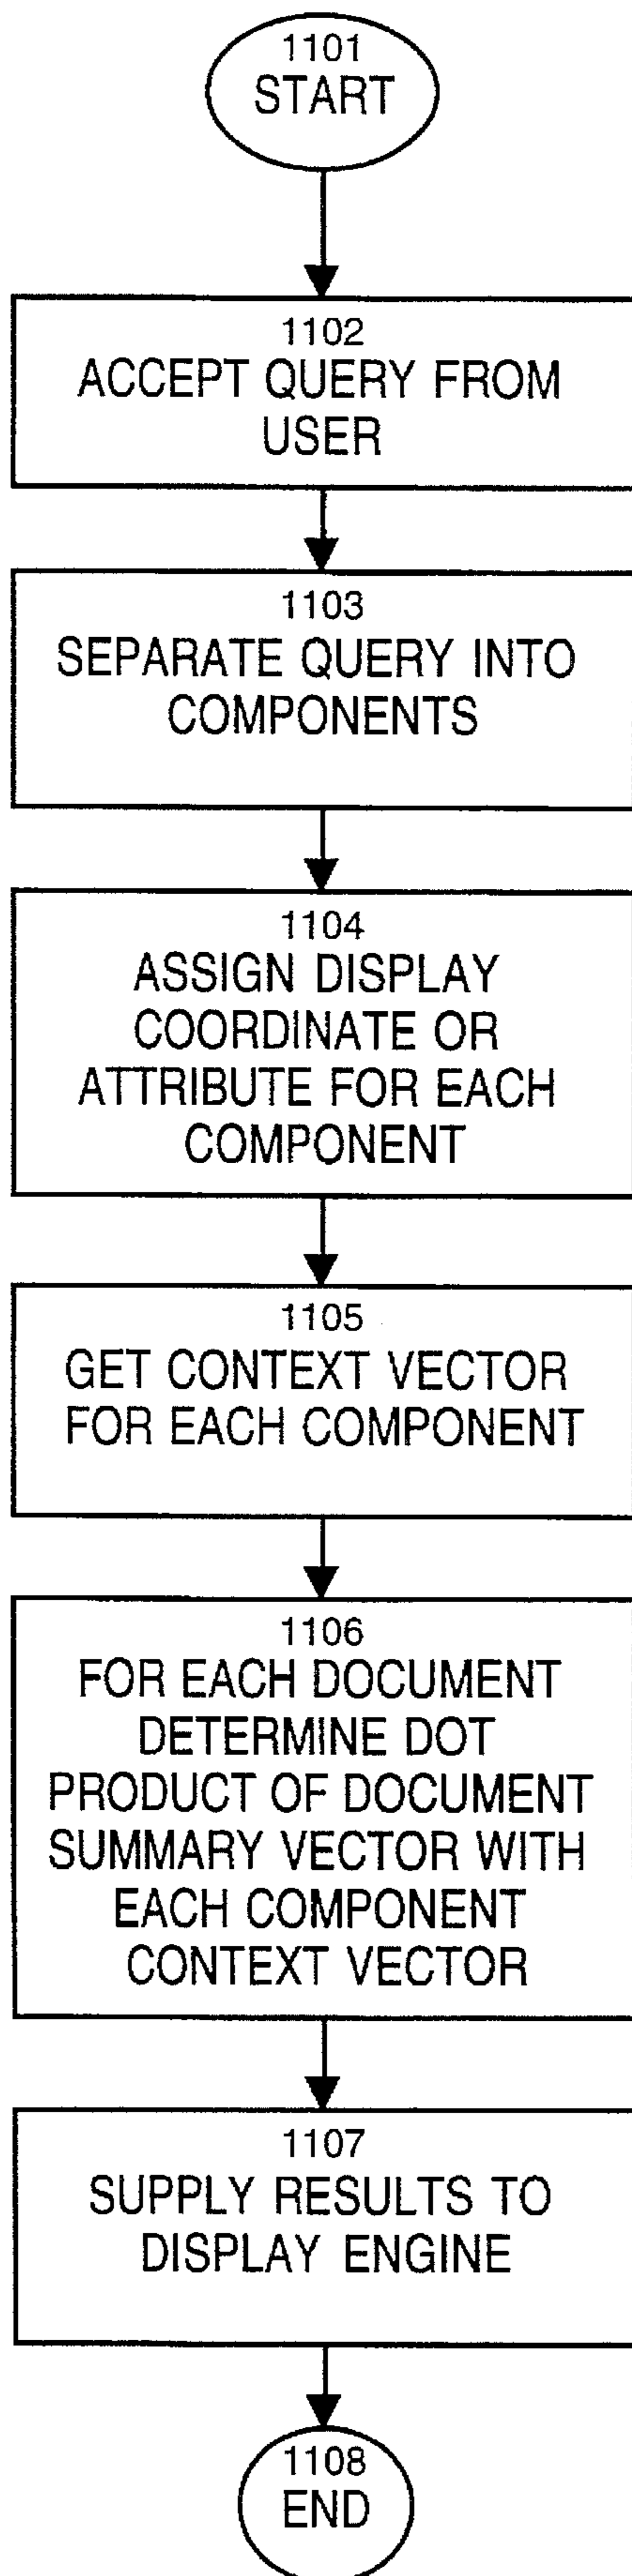 1101
START
1102
ACCEPT QUERY FROM
USER
1103
SEPARATE QUERY INTO
COMPONENTS
1104
ASSIGN DISPLAY
COORDINATE OR
ATTRIBUTE FOR EACH
COMPONENT
1105
GET CONTEXT VECTOR
FOR EACH COMPONENT
1106
FOR EACH DOCUMENT
DETERMINE DOT
PRODUCT OF DOCUMENT
SUMMARY VECTOR WITH
EACH COMPONENT
CONTEXT VECTOR
1107
SUPPLY RESULTS TO
DISPLAY ENGINE
1108
END